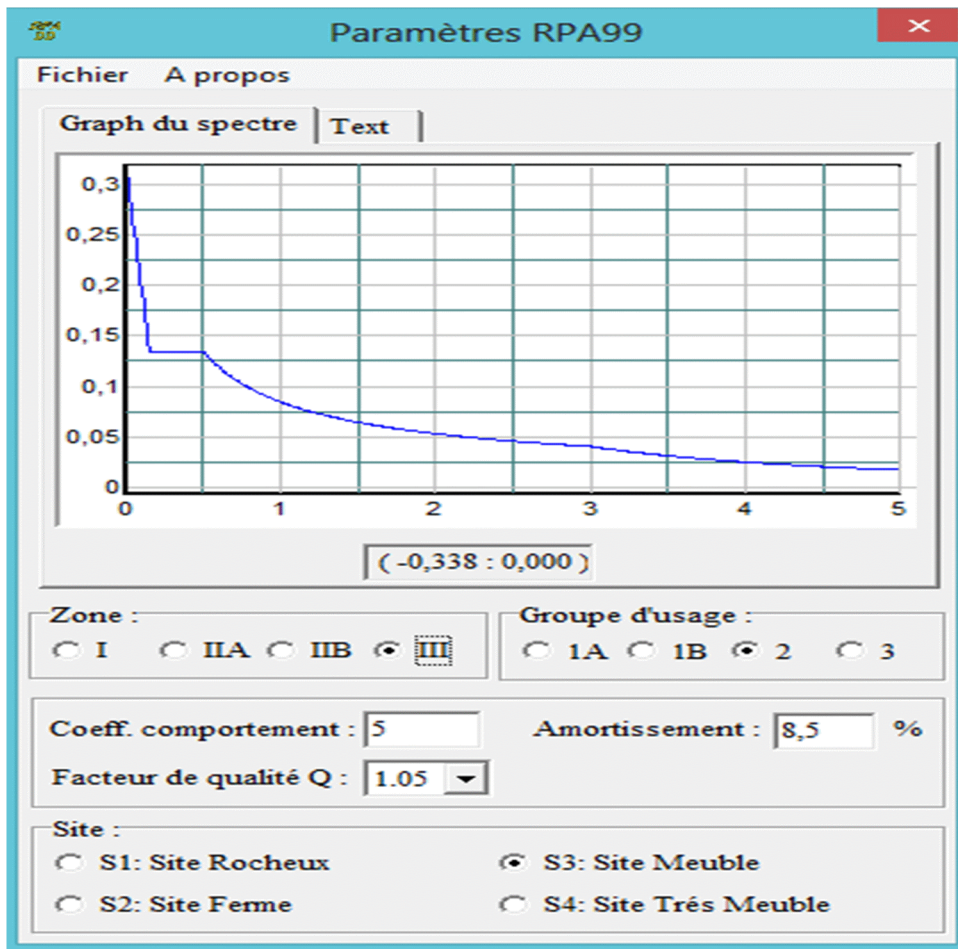 Paramètres RPA99
Fichier A propos
Graph du spectre Text
0,3
0,25
0,2
0,15
0,1
0,05
0
0 1 2 3 4 5
( -0,338 : 0,000 )
Zone :
I IIA IIB III
Groupe d'usage :
1A 1B 2 3
Coeff. comportement : 5 Amortissement : 8,5 %
Facteur de qualité Q : 1.05
Site :
S1: Site Rocheux S3: Site Meuble
S2: Site Ferme S4: Site Trés Meuble